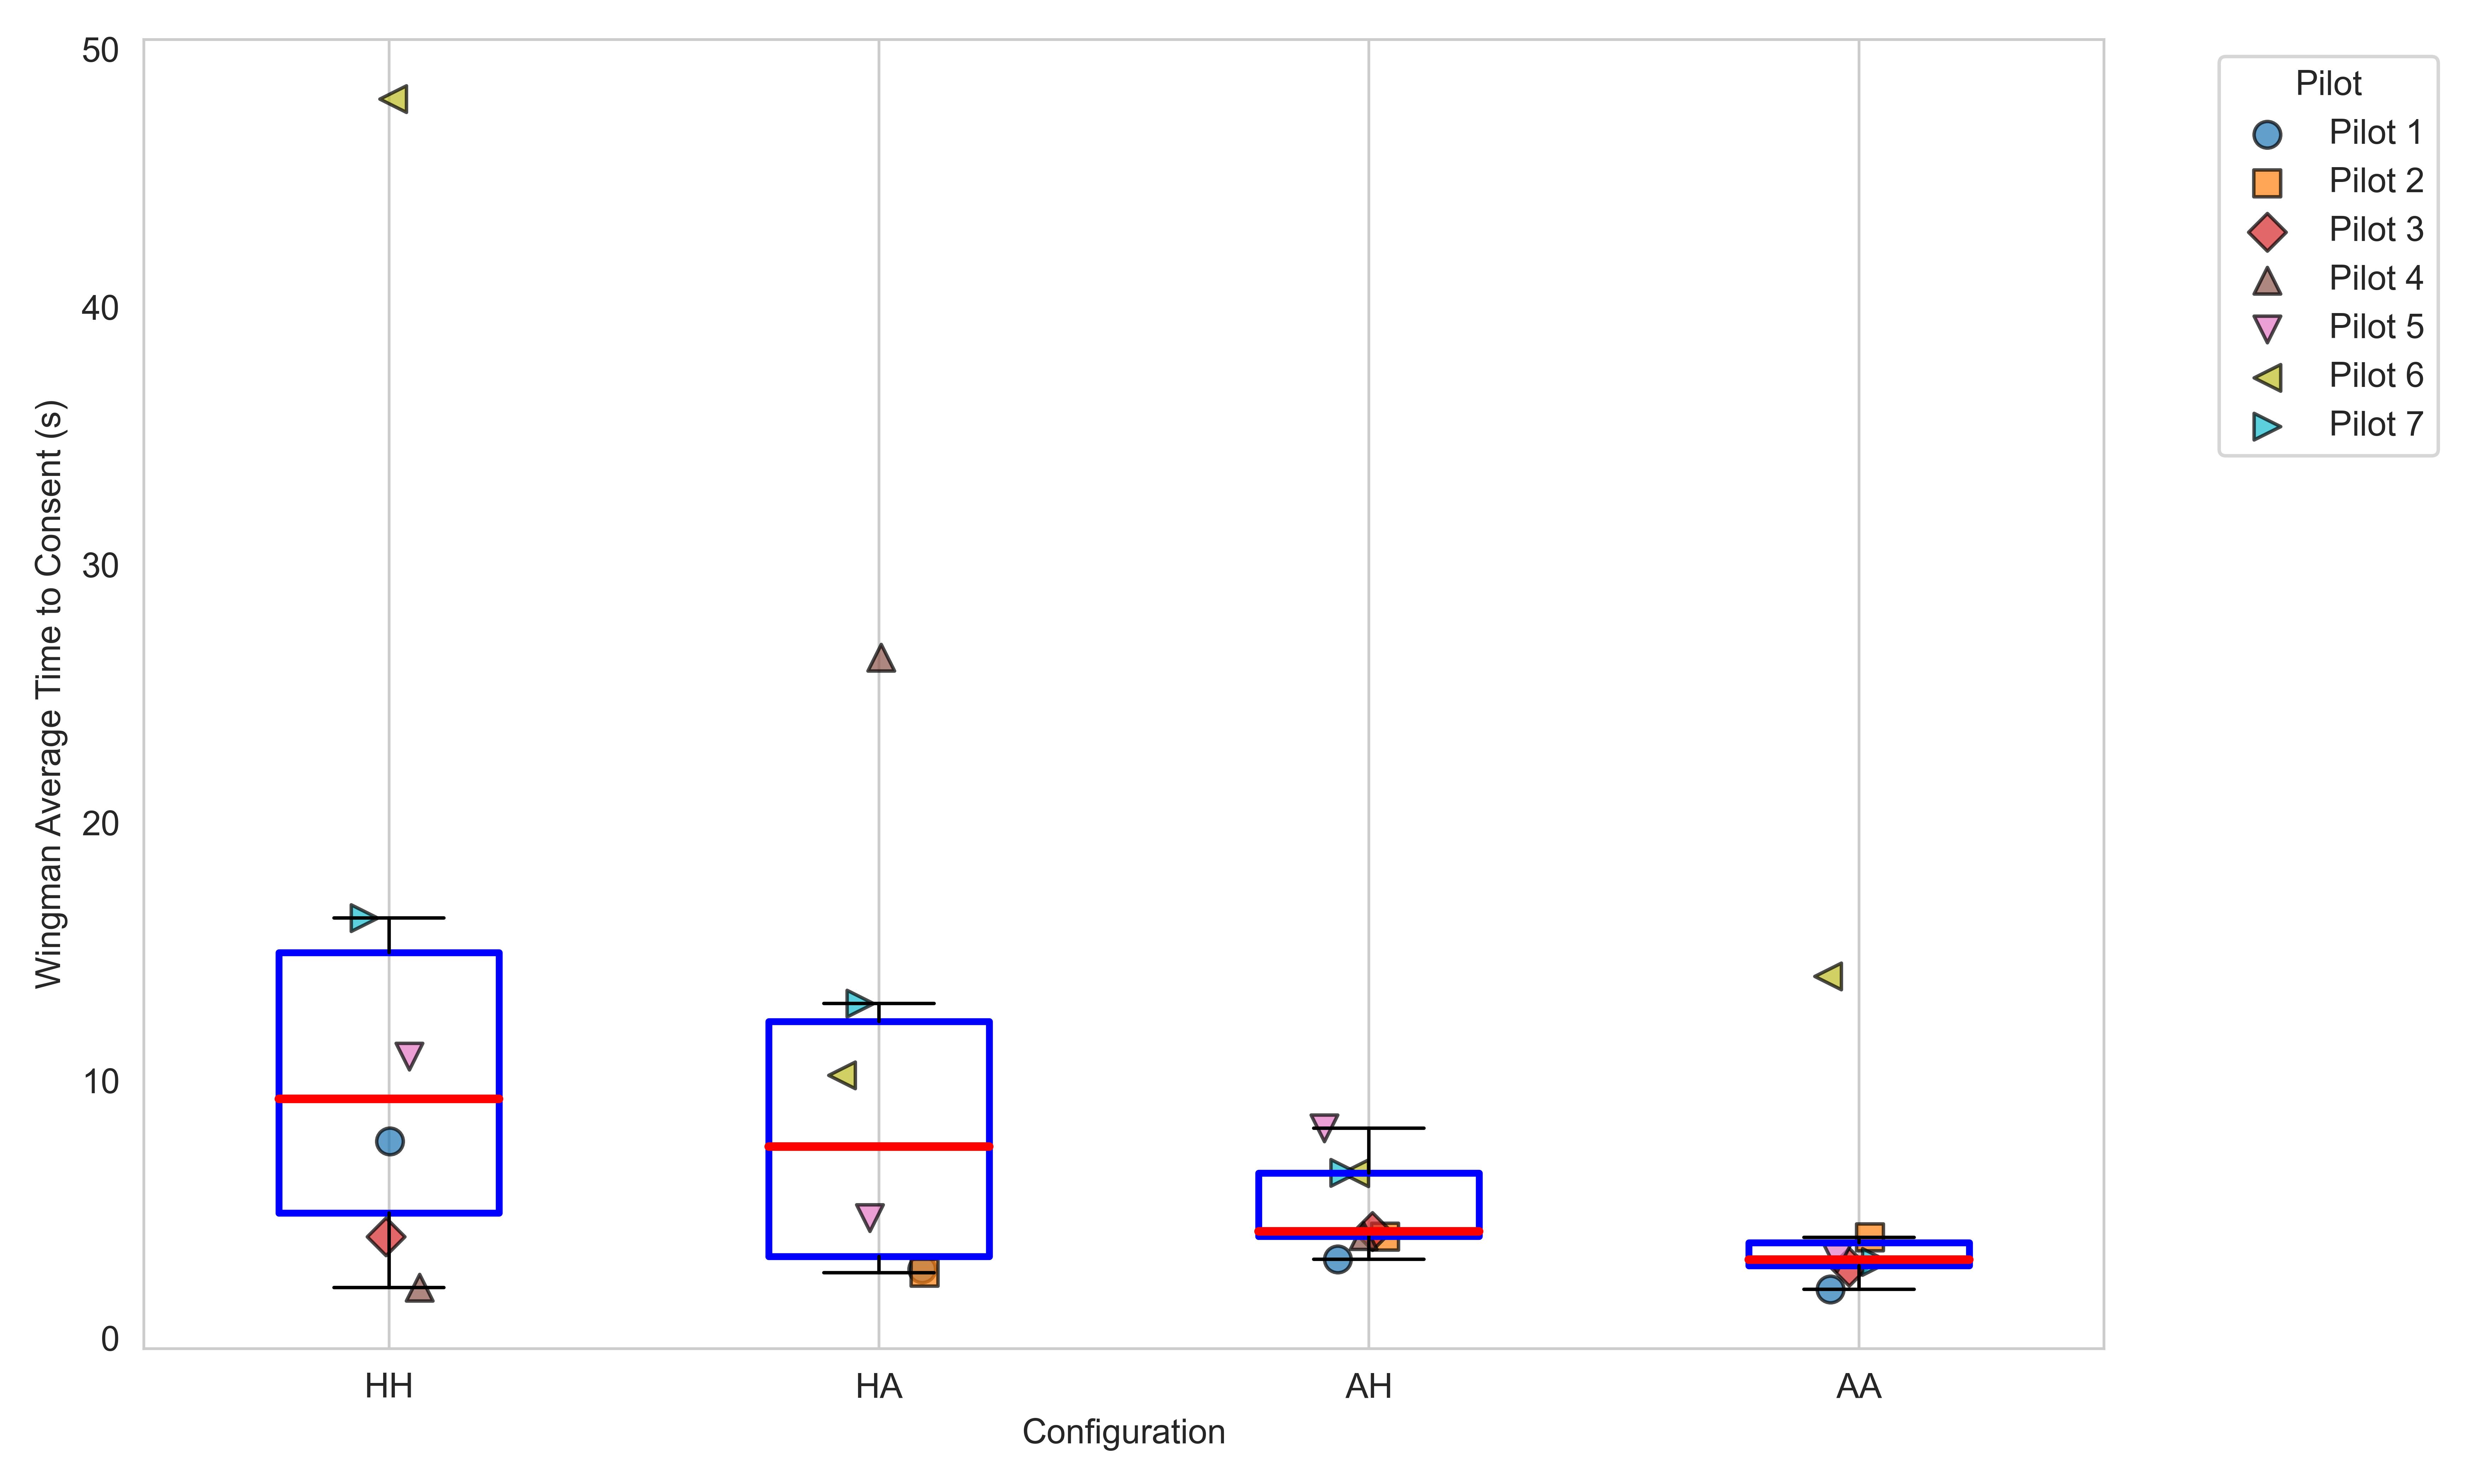 50
40
30
20
10
0
Wingman Average Time to Consent (s)
HH
HA
AH
AA
Configuration
Pilot
Pilot 1
Pilot 2
Pilot 3
Pilot 4
Pilot 5
Pilot 6
Pilot 7